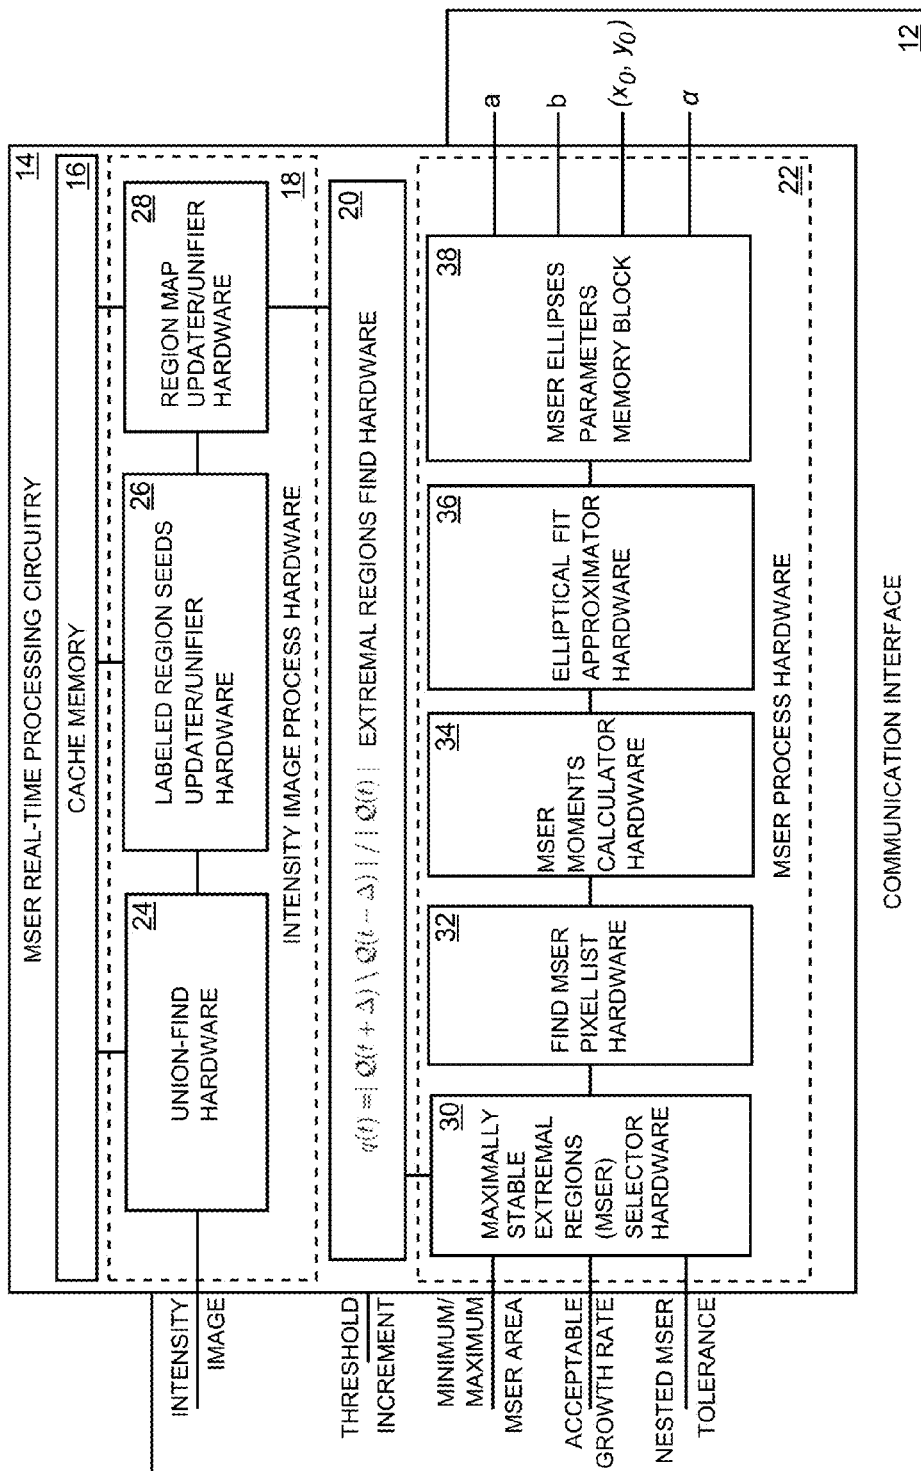 MSER REAL-TIME PROCESSING CIRCUITRY
14
CACHE MEMORY
16
INTENSITY
IMAGE
24
UNION-FIND
HARDWARE
26
LABELED REGION SEEDS
UPDATER/UNIFIER
HARDWARE
28
REGION MAP
UPDATER/UNIFIER
HARDWARE
INTENSITY IMAGE PROCESS HARDWARE
18
THRESHOLD
INCREMENT
q(t) =| Q(t + Δ) \ Q(t − Δ) | / | Q(t) | EXTREMAL REGIONS FIND HARDWARE
20
MINIMUM/
MAXIMUM
MSER AREA
ACCEPTABLE
GROWTH RATE
NESTED MSER
TOLERANCE
30
MAXIMALLY
STABLE
EXTREMAL
REGIONS
(MSER)
SELECTOR
HARDWARE
32
FIND MSER
PIXEL LIST
HARDWARE
34
MSER
MOMENTS
CALCULATOR
HARDWARE
36
ELLIPTICAL FIT
APPROXIMATOR
HARDWARE
38
MSER ELLIPSES
PARAMETERS
MEMORY BLOCK
a
b
(x0, y0)
α
MSER PROCESS HARDWARE
22
COMMUNICATION INTERFACE
12